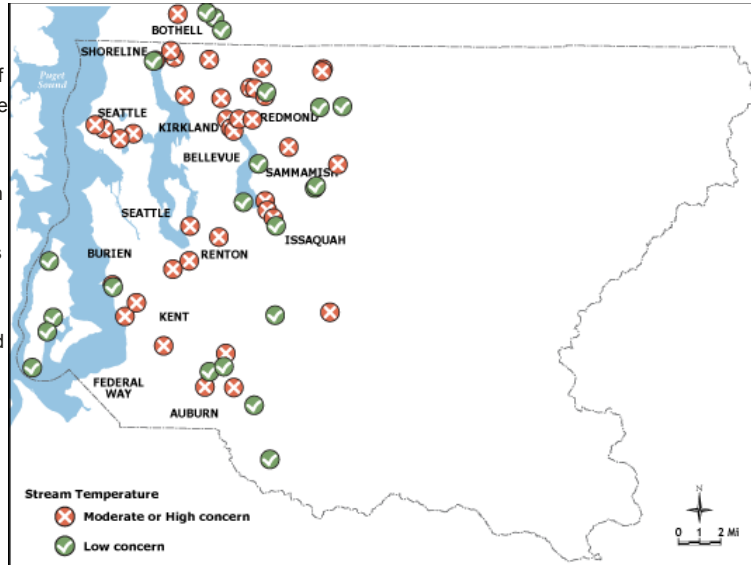 BOTHELL
SHORELINE
Puget
Sound
of
e
SEATTLE
REDMOND
KIRKLAND
BELLEVUE
SAMMAMISH
n
SEATTLE
ISSAQUAH
s
BURIEN
RENTON
KENT
d
FEDERAL
WAY
AUBURN
Stream Temperature
Moderate or High concern
Low concern
N
0 1 2 Mi